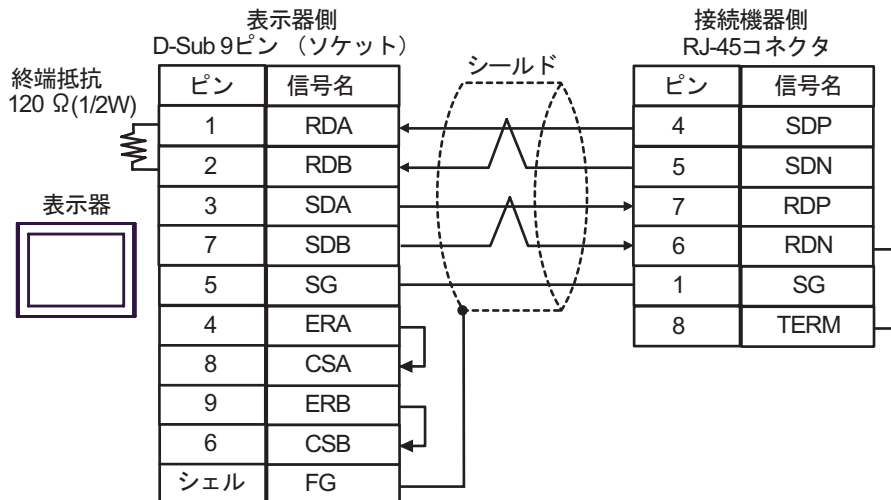 表示器側
D-Sub 9ピン （ソケット）
接続機器側
RJ-45コネクタ
終端抵抗
120 Ω(1/2W)
シールド
表示器
ピン 信号名
1 RDA
2 RDB
3 SDA
7 SDB
5 SG
4 ERA
8 CSA
9 ERB
6 CSB
シェル FG
ピン 信号名
4 SDP
5 SDN
7 RDP
6 RDN
1 SG
8 TERM